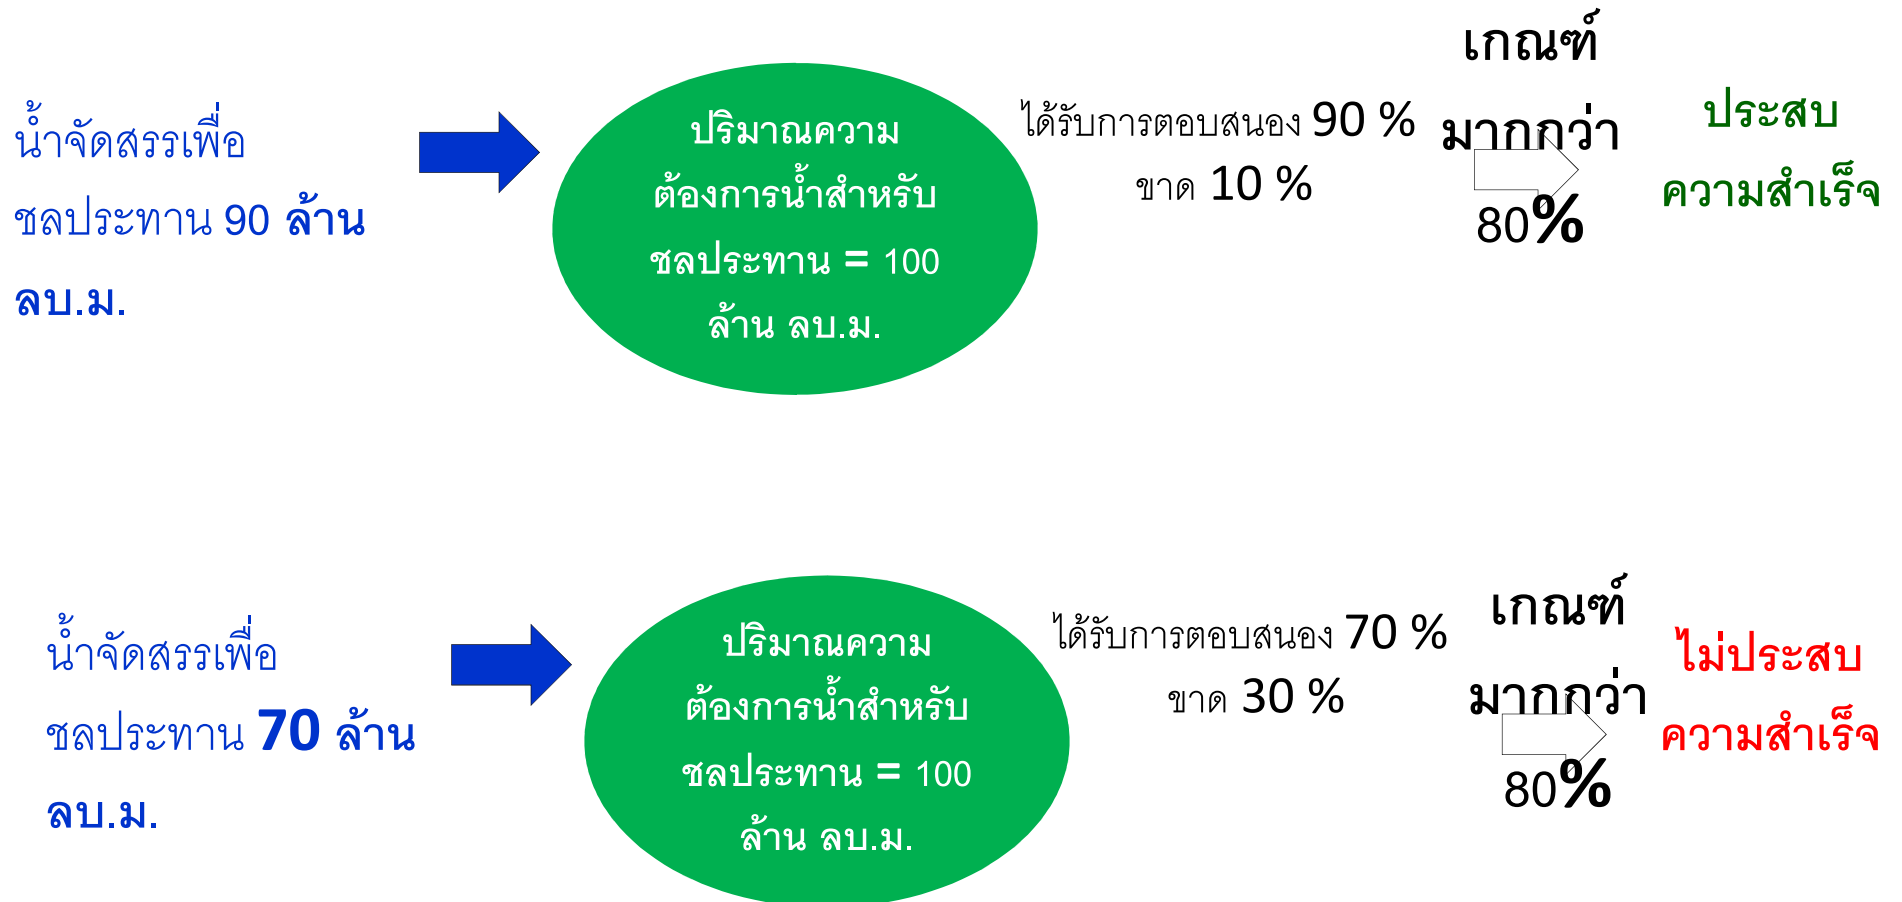 น้ำจัดสรรเพื่อ
ชลประทาน 90 ล้าน
ลบ.ม.
ปริมาณความ
ต้องการน้ำสำหรับ
ชลประทาน = 100
ล้าน ลบ.ม.
ได้รับการตอบสนอง 90 %
ขาด 10 %
เกณฑ์
มากกว่า
80%
ประสบ
ความสำเร็จ
น้ำจัดสรรเพื่อ
ชลประทาน 70 ล้าน
ลบ.ม.
ปริมาณความ
ต้องการน้ำสำหรับ
ชลประทาน = 100
ล้าน ลบ.ม.
ได้รับการตอบสนอง 70 %
ขาด 30 %
เกณฑ์
มากกว่า
80%
ไม่ประสบ
ความสำเร็จ